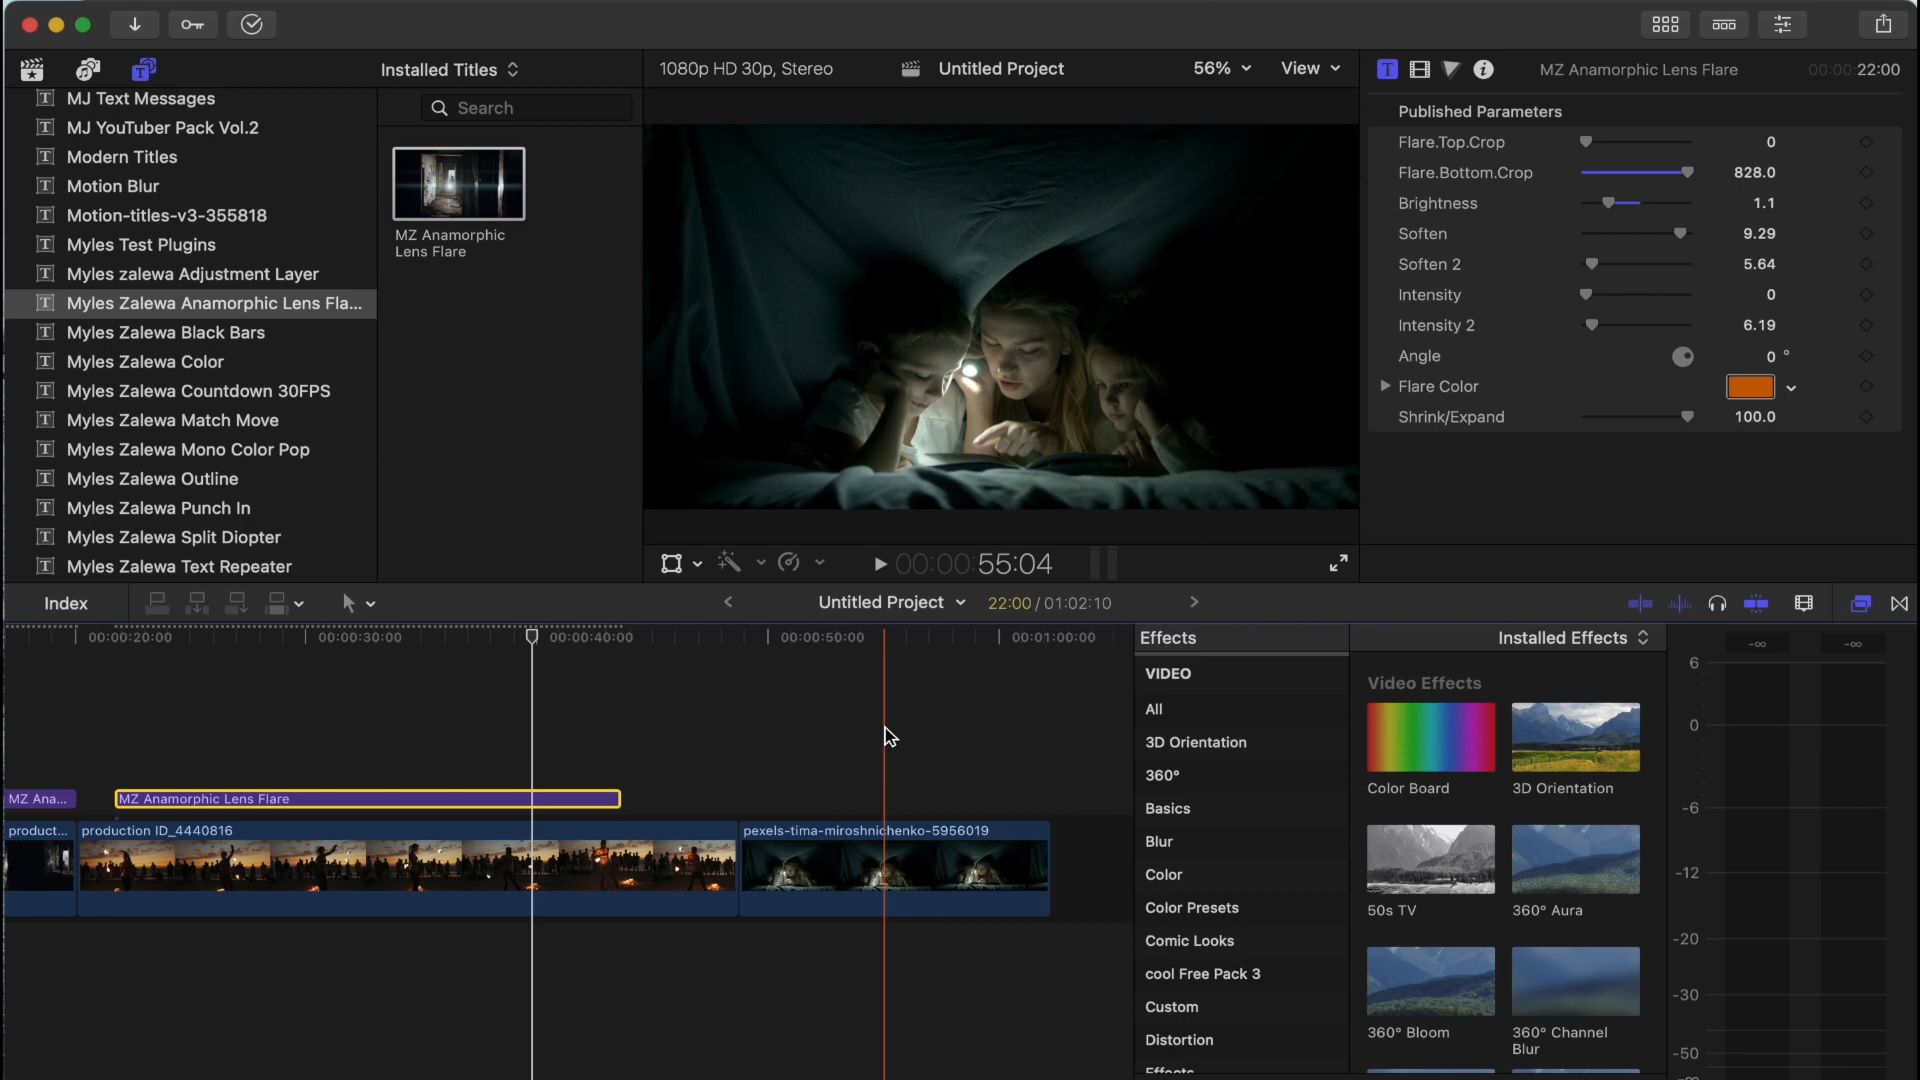 Installed Titles
1080p HD 30p, Stereo
Untitled Project
56%
View
MZ Anamorphic Lens Flare
00:00:22:00
MJ Text Messages
MJ YouTuber Pack Vol.2
Modern Titles
Motion Blur
Motion-titles-v3-355818
Myles Test Plugins
Myles zalewa Adjustment Layer
Myles Zalewa Anamorphic Lens Fla...
Myles Zalewa Black Bars
Myles Zalewa Color
Myles Zalewa Countdown 30FPS
Myles Zalewa Match Move
Myles Zalewa Mono Color Pop
Myles Zalewa Outline
Myles Zalewa Punch In
Myles Zalewa Split Diopter
Myles Zalewa Text Repeater
Search
MZ Anamorphic
Lens Flare
Published Parameters
Flare.Top.Crop 0
Flare.Bottom.Crop 828.0
Brightness 1.1
Soften 9.29
Soften 2 5.64
Intensity 0
Intensity 2 6.19
Angle 0 °
Flare Color
Shrink/Expand 100.0
00:00:55:04
Index
Untitled Project
22:00 / 01:02:10
00:00:20:00
00:00:30:00
00:00:40:00
00:00:50:00
00:01:00:00
MZ Ana...
MZ Anamorphic Lens Flare
product...
production ID_4440816
pexels-tima-miroshnichenko-5956019
Effects
VIDEO
All
3D Orientation
360°
Basics
Blur
Color
Color Presets
Comic Looks
cool Free Pack 3
Custom
Distortion
Effects
Installed Effects
Video Effects
Color Board
3D Orientation
50s TV
360° Aura
360° Bloom
360° Channel
Blur
-∞
-∞
6
0
-6
-12
-20
-30
-50
-∞